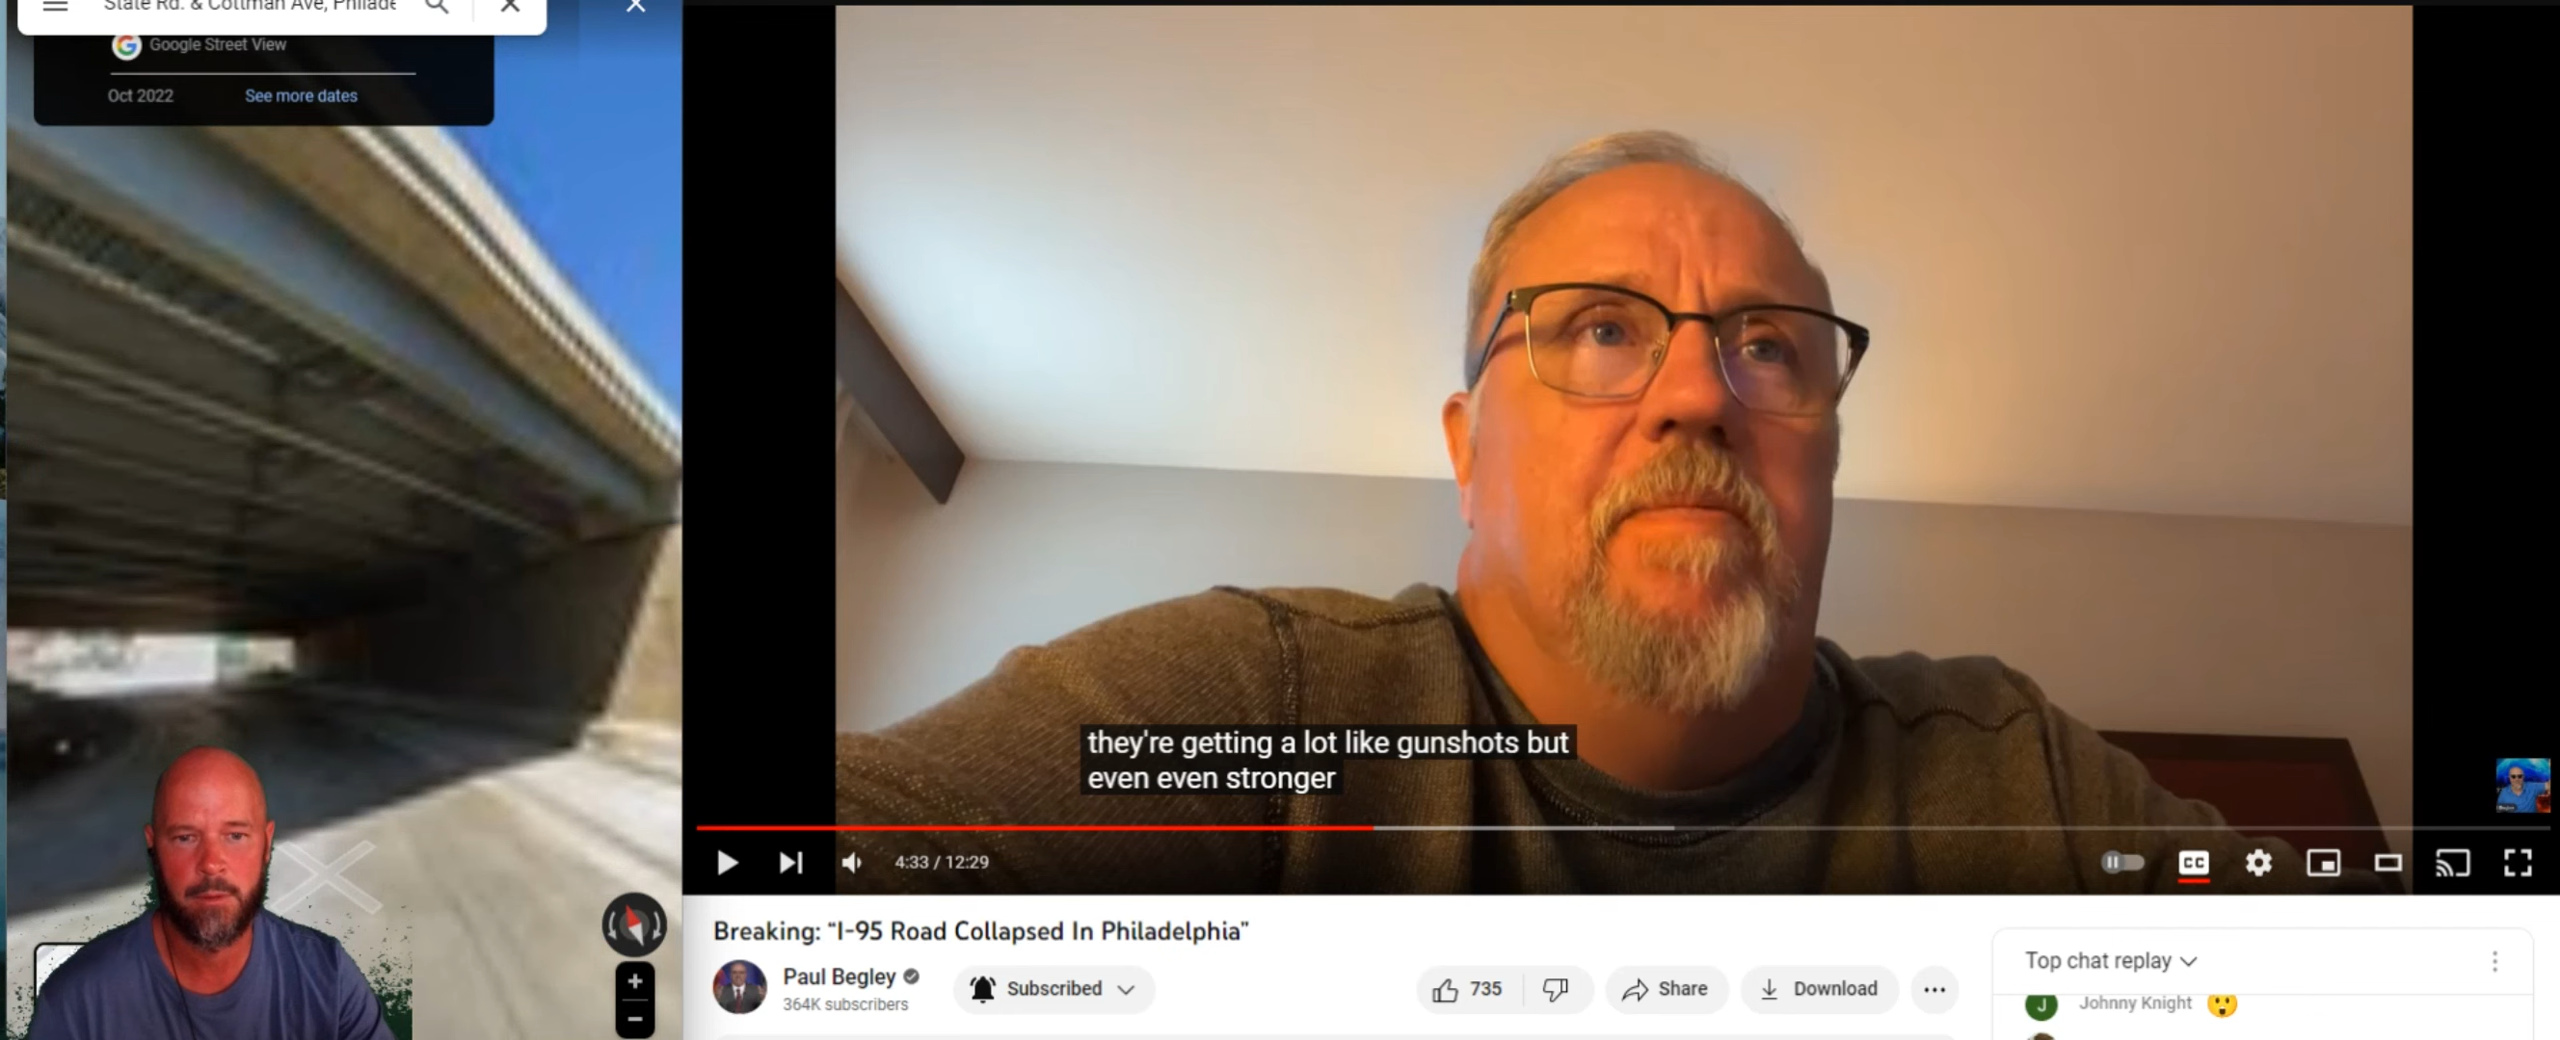 State Rd. & Cottman Ave, Philade
Google Street View
Oct 2022
See more dates
they're getting a lot like gunshots but
even even stronger
4:33 / 12:29
CC
Breaking: “I-95 Road Collapsed In Philadelphia”
Paul Begley
364K subscribers
Subscribed
735
Share
Download
Top chat replay
J
Johnny Knight